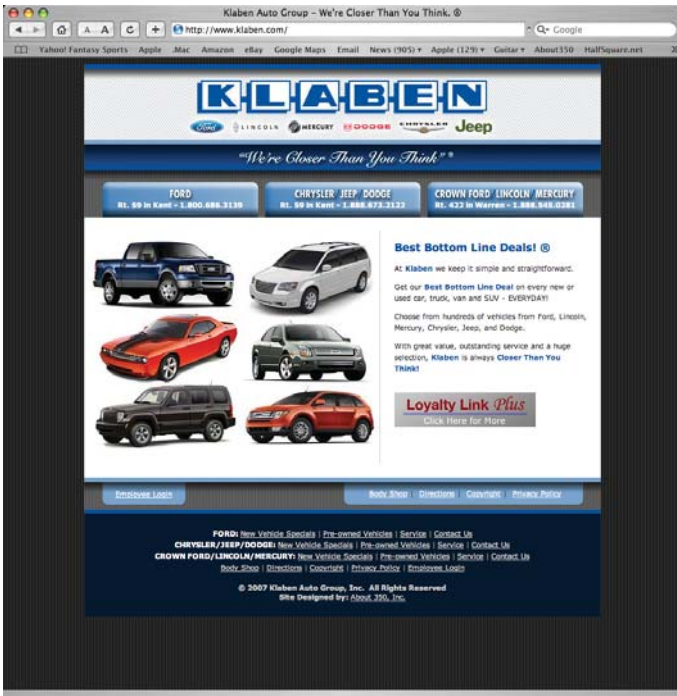 Klaben Auto Group – We're Closer Than You Think. ®
A A C + http://www.klaben.com/ Google
Yahoo! Fantasy Sports Apple .Mac Amazon eBay Google Maps Email News (905) Apple (129) Guitar About350 HalfSquare.net
KLABEN
Ford LINCOLN MERCURY DODGE CHRYSLER Jeep
"We're Closer Than You Think" ®
FORD CHRYSLER JEEP DODGE CROWN FORD LINCOLN MERCURY
Rt. 59 in Kent - 1.800.686.3139 Rt. 59 in Kent - 1.888.673.2122 Rt. 422 in Warren - 1.888.545.0281
Best Bottom Line Deals! ®
At Klaben we keep it simple and straightforward.
Get our Best Bottom Line Deal on every new or
used car, truck, van and SUV - EVERYDAY!
Choose from hundreds of vehicles from Ford, Lincoln,
Mercury, Chrysler, Jeep, and Dodge.
With great value, outstanding service and a huge
selection, Klaben is always Closer Than You
Think!
Loyalty Link Plus
Click Here for More
Employee Login Body Shop | Directions | Copyright | Privacy Policy
FORD: New Vehicle Specials | Pre-owned Vehicles | Service | Contact Us
CHRYSLER/JEEP/DODGE: New Vehicle Specials | Pre-owned Vehicles | Service | Contact Us
CROWN FORD/LINCOLN/MERCURY: New Vehicle Specials | Pre-owned Vehicles | Service | Contact Us
Body Shop | Directions | Copyright | Privacy Policy | Employee Login
© 2007 Klaben Auto Group, Inc. All Rights Reserved
Site Designed by: About 350, Inc.